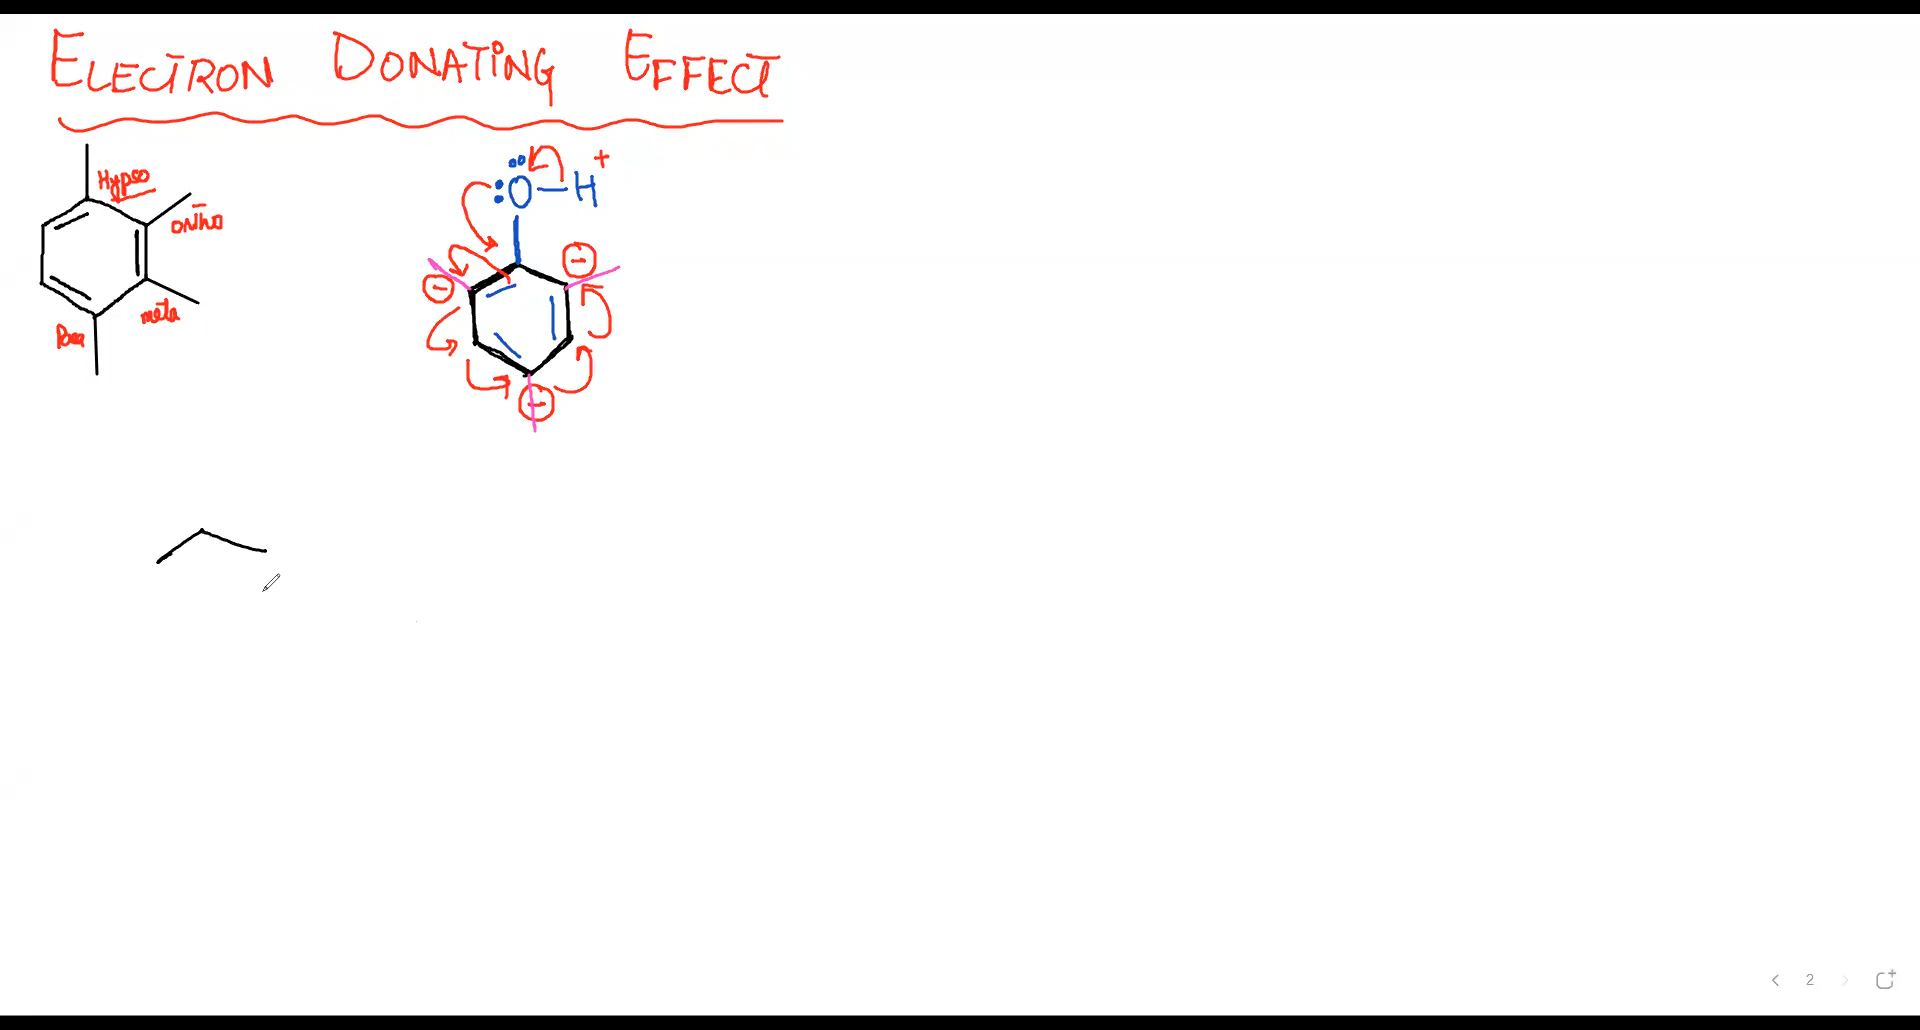 ELECTRON DONATING EFFECT
Hypso
ortho
meta
Para
:O-H +
-
-
-
2